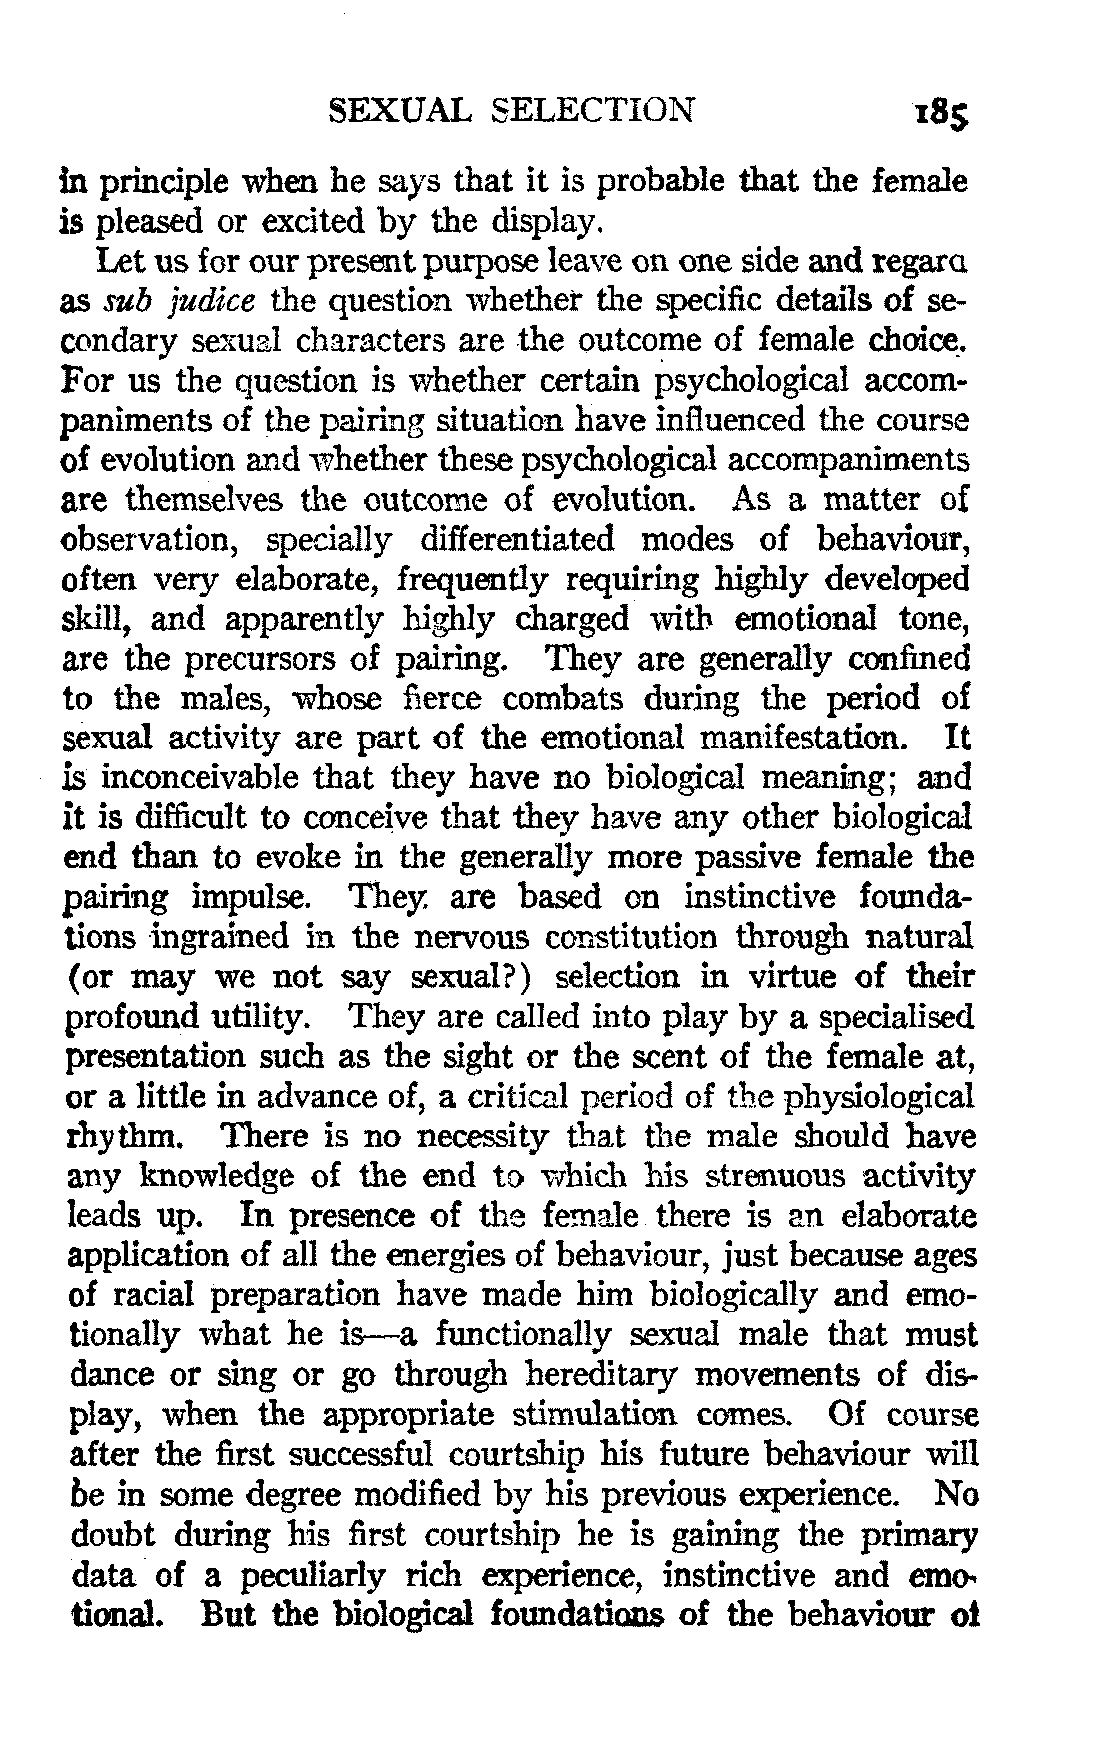 SEXUAL SELECTION 185
in principle when he says that it is probable that the female
is pleased or excited by the display.
Let us for our present purpose leave on one side and regard
as sub judice the question whether the specific details of se-
condary sexual characters are the outcome of female choice.
For us the question is whether certain psychological accom-
paniments of the pairing situation have influenced the course
of evolution and whether these psychological accompaniments
are themselves the outcome of evolution. As a matter of
observation, specially differentiated modes of behaviour,
often very elaborate, frequently requiring highly developed
skill, and apparently highly charged with emotional tone,
are the precursors of pairing. They are generally confined
to the males, whose fierce combats during the period of
sexual activity are part of the emotional manifestation. It
is inconceivable that they have no biological meaning; and
it is difficult to conceive that they have any other biological
end than to evoke in the generally more passive female the
pairing impulse. They are based on instinctive founda-
tions ingrained in the nervous constitution through natural
(or may we not say sexual?) selection in virtue of their
profound utility. They are called into play by a specialised
presentation such as the sight or the scent of the female at,
or a little in advance of, a critical period of the physiological
rhythm. There is no necessity that the male should have
any knowledge of the end to which his strenuous activity
leads up. In presence of the female there is an elaborate
application of all the energies of behaviour, just because ages
of racial preparation have made him biologically and emo-
tionally what he is—a functionally sexual male that must
dance or sing or go through hereditary movements of dis-
play, when the appropriate stimulation comes. Of course
after the first successful courtship his future behaviour will
be in some degree modified by his previous experience. No
doubt during his first courtship he is gaining the primary
data of a peculiarly rich experience, instinctive and emo-
tional. But the biological foundations of the behaviour of